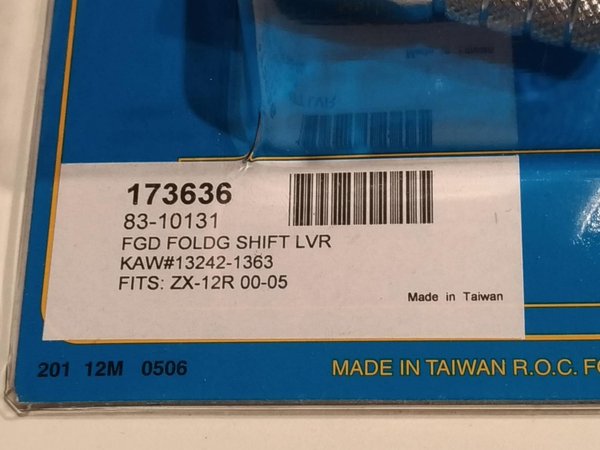 173636
83-10131
FGD FOLDG SHIFT LVR
KAW#13242-1363
FITS: ZX-12R 00-05
Made in Taiwan
201 12M 0506
MADE IN TAIWAN R.O.C.